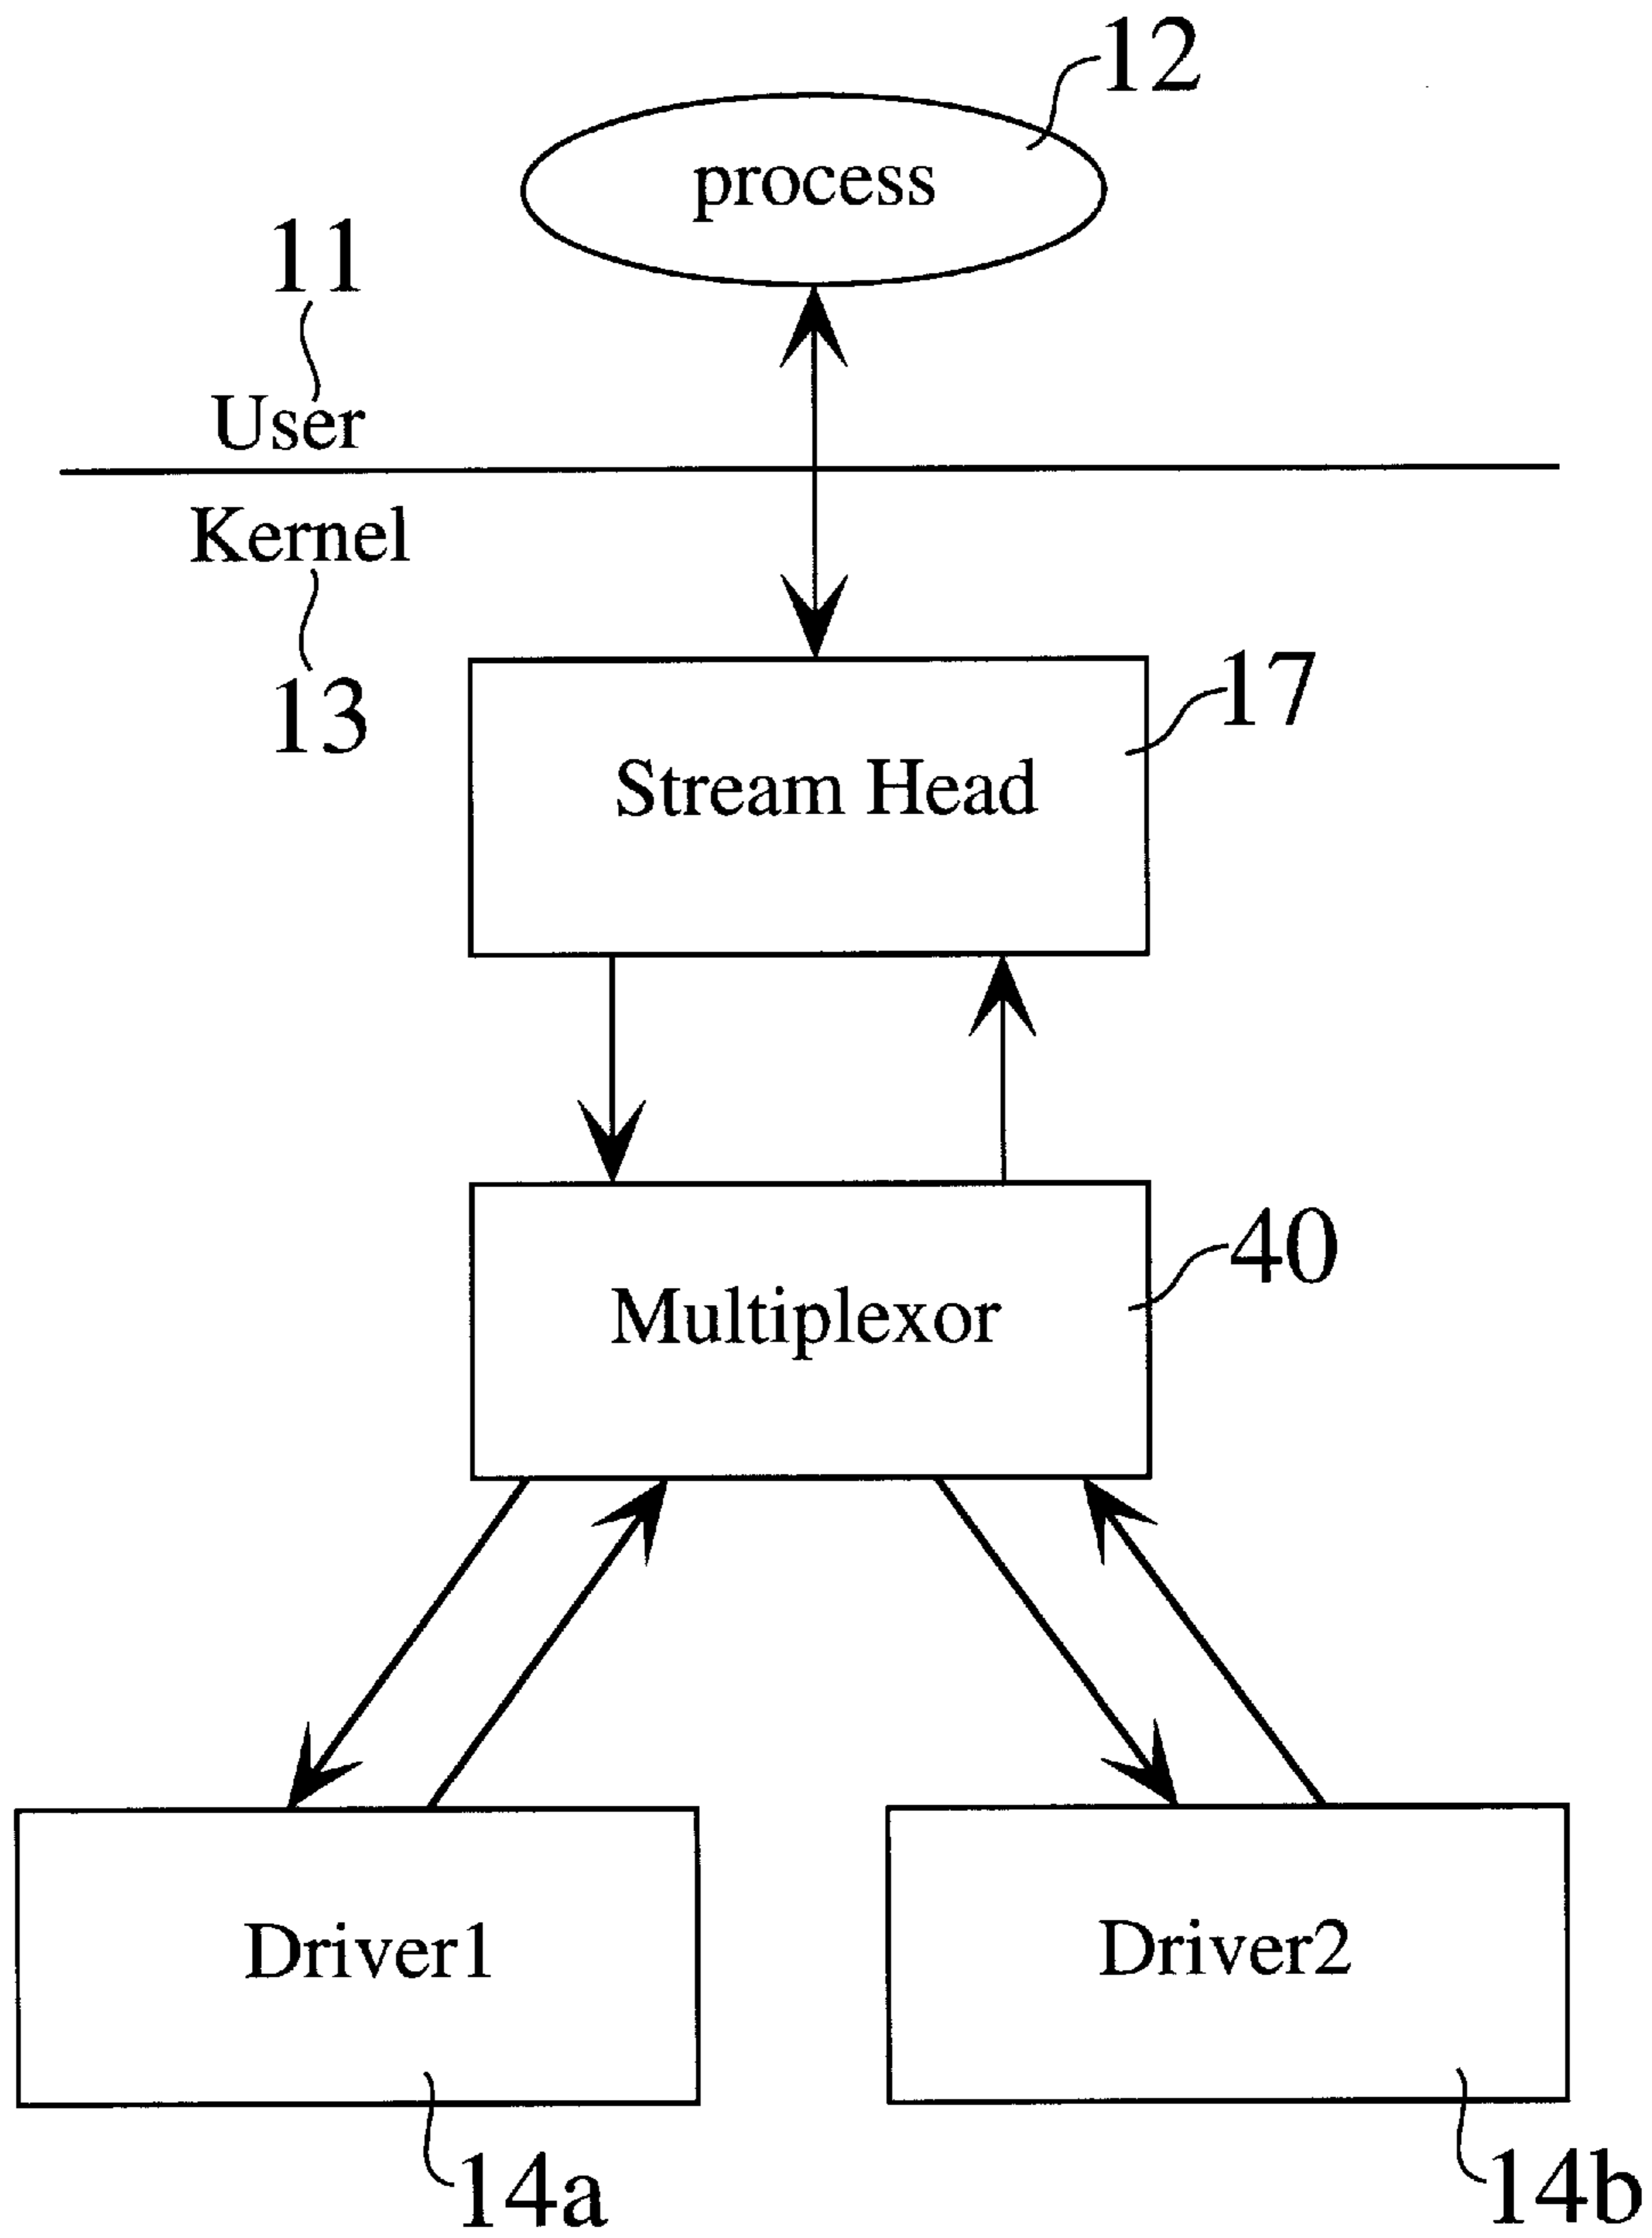 12
process
11
User
Kernel
13
17
Stream Head
40
Multiplexor
Driver1
Driver2
14a
14b